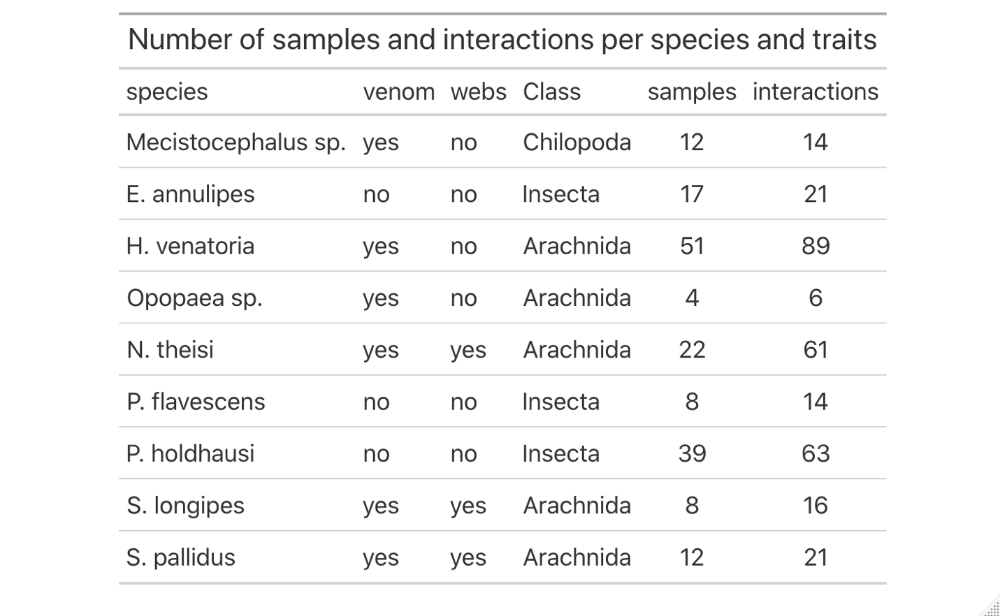 Number of samples and interactions per species and traits
species venom webs Class samples interactions
Mecistocephalus sp. yes no Chilopoda 12 14
E. annulipes no no Insecta 17 21
H. venatoria yes no Arachnida 51 89
Opopaea sp. yes no Arachnida 4 6
N. theisi yes yes Arachnida 22 61
P. flavescens no no Insecta 8 14
P. holdhausi no no Insecta 39 63
S. longipes yes yes Arachnida 8 16
S. pallidus yes yes Arachnida 12 21